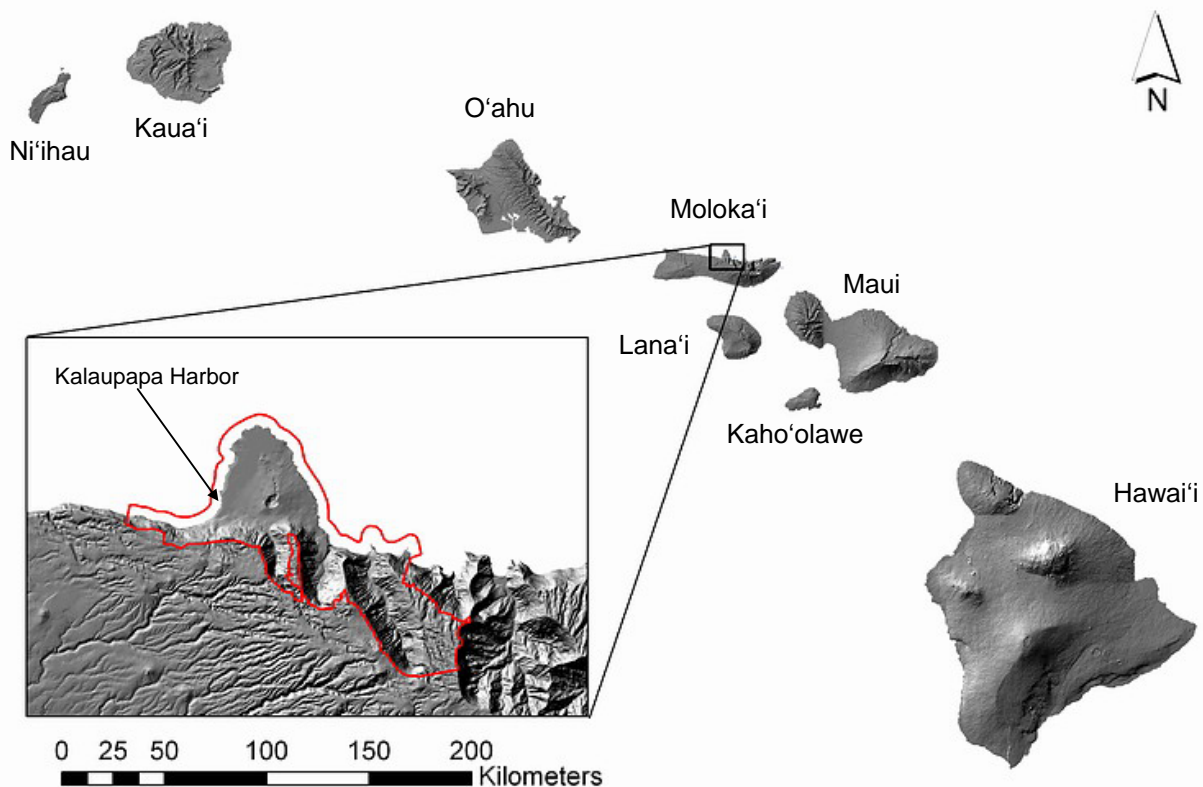 Ni‘ihau
Kaua‘i
O‘ahu
Moloka‘i
Maui
Lana‘i
Kaho‘olawe
Hawai‘i
N
Kalaupapa Harbor
0 25 50 100 150 200
Kilometers